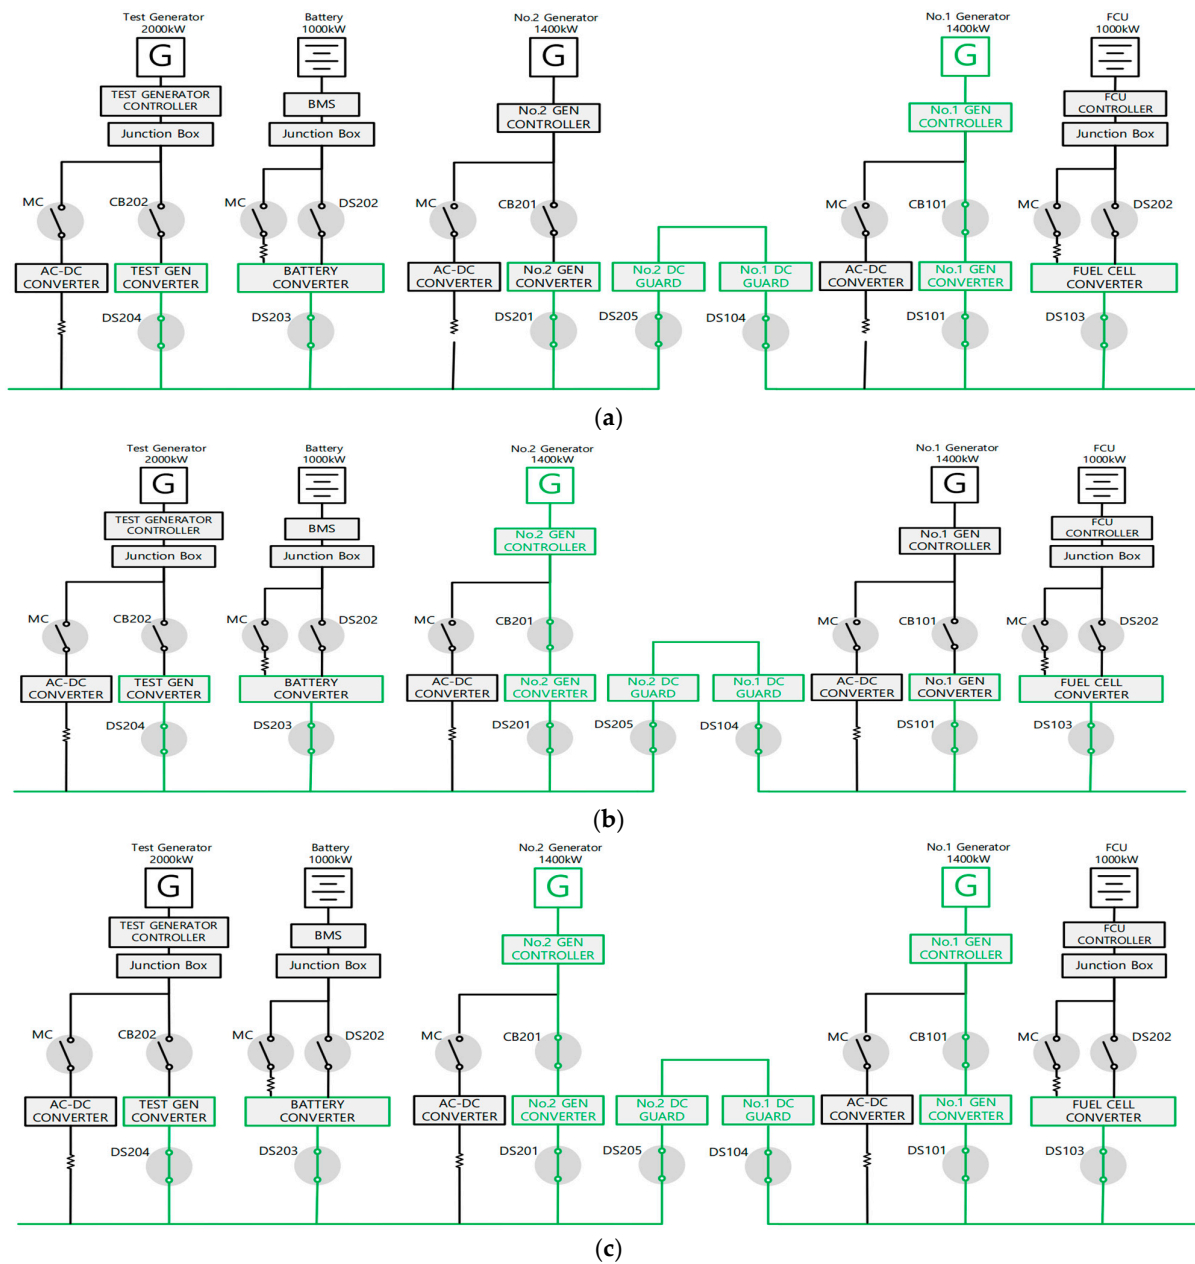 Test Generator
2000kW
Battery
1000kW
No.2 Generator
1400kW
No.1 Generator
1400kW
FCU
1000kW
G
G
G
TEST GENERATOR
CONTROLLER
BMS
No.2 GEN
CONTROLLER
No.1 GEN
CONTROLLER
FCU
CONTROLLER
Junction Box
Junction Box
Junction Box
MC
CB202
MC
DS202
MC
CB201
MC
CB101
MC
DS202
AC-DC
CONVERTER
TEST GEN
CONVERTER
BATTERY
CONVERTER
AC-DC
CONVERTER
No.2 GEN
CONVERTER
No.2 DC
GUARD
No.1 DC
GUARD
AC-DC
CONVERTER
No.1 GEN
CONVERTER
FUEL CELL
CONVERTER
DS204
DS203
DS201
DS205
DS104
DS101
DS103
(a)
Test Generator
2000kW
Battery
1000kW
No.2 Generator
1400kW
No.1 Generator
1400kW
FCU
1000kW
G
G
G
TEST GENERATOR
CONTROLLER
BMS
No.2 GEN
CONTROLLER
No.1 GEN
CONTROLLER
FCU
CONTROLLER
Junction Box
Junction Box
Junction Box
MC
CB202
MC
DS202
MC
CB201
MC
CB101
MC
DS202
AC-DC
CONVERTER
TEST GEN
CONVERTER
BATTERY
CONVERTER
AC-DC
CONVERTER
No.2 GEN
CONVERTER
No.2 DC
GUARD
No.1 DC
GUARD
AC-DC
CONVERTER
No.1 GEN
CONVERTER
FUEL CELL
CONVERTER
DS204
DS203
DS201
DS205
DS104
DS101
DS103
(b)
Test Generator
2000kW
Battery
1000kW
No.2 Generator
1400kW
No.1 Generator
1400kW
FCU
1000kW
G
G
G
TEST GENERATOR
CONTROLLER
BMS
No.2 GEN
CONTROLLER
No.1 GEN
CONTROLLER
FCU
CONTROLLER
Junction Box
Junction Box
Junction Box
MC
CB202
MC
DS202
MC
CB201
MC
CB101
MC
DS202
AC-DC
CONVERTER
TEST GEN
CONVERTER
BATTERY
CONVERTER
AC-DC
CONVERTER
No.2 GEN
CONVERTER
No.2 DC
GUARD
No.1 DC
GUARD
AC-DC
CONVERTER
No.1 GEN
CONVERTER
FUEL CELL
CONVERTER
DS204
DS203
DS201
DS205
DS104
DS101
DS103
(c)